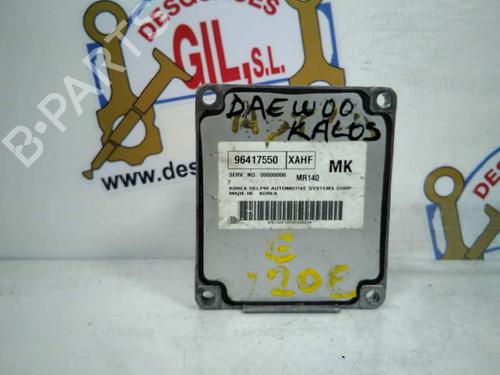 DESGUACES
GIL, S.L.
B-PARTS
www.des
DAEWOO
KALOS
96417550 XAHF MK
SERV. NO. 00000000 MR140
KOREA DELPHI AUTOMOTIVE SYSTEMS CORP
MADE IN KOREA
E
120E